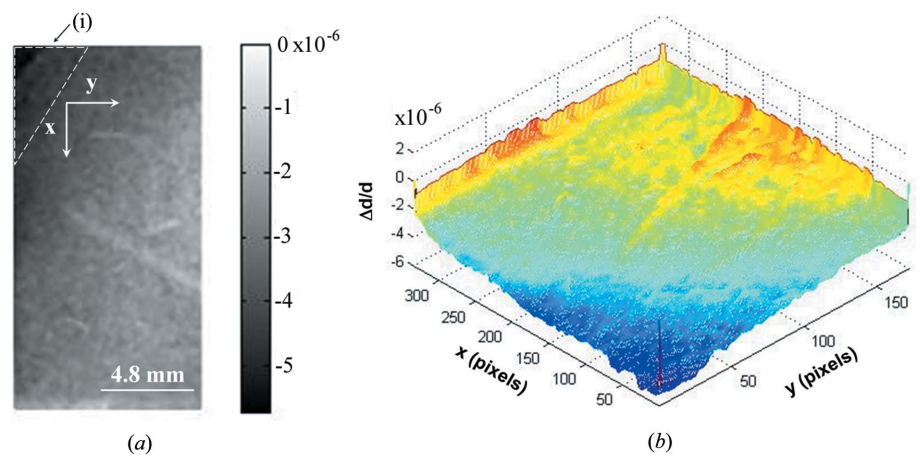 (i)
y
x
4.8 mm
0 x10-6
-1
-2
-3
-4
-5
(a)
x10-6
2
0
-2
-4
-6
Δd/d
300
250
200
150
100
50
x (pixels)
50
100
150
y (pixels)
(b)